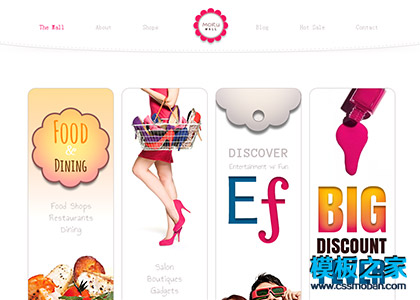 The Mall
About
Shops
MORU
MALL
Blog
Hot Sale
Contact
FOOD
&
DINING
Food Shops
Restaurants
Dining
Salon
Boutiques
Gadgets
DISCOVER
Entertainment w/ Fun
Ef
BIG
DISCOUNT
模板之家
www.cssmoban.com